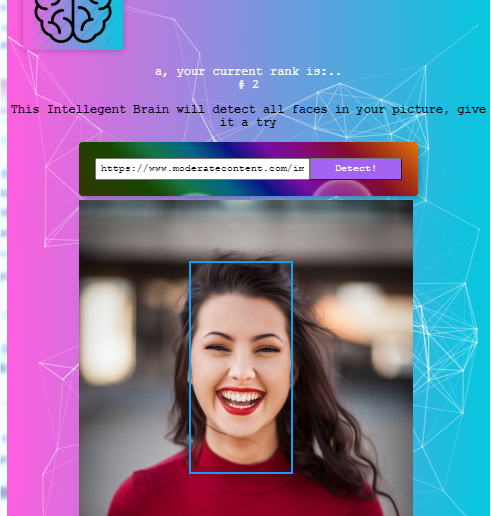 a, your current rank is:..
# 2
This Intellegent Brain will detect all faces in your picture, give
it a try
https://www.moderatecontent.com/im
Detect!